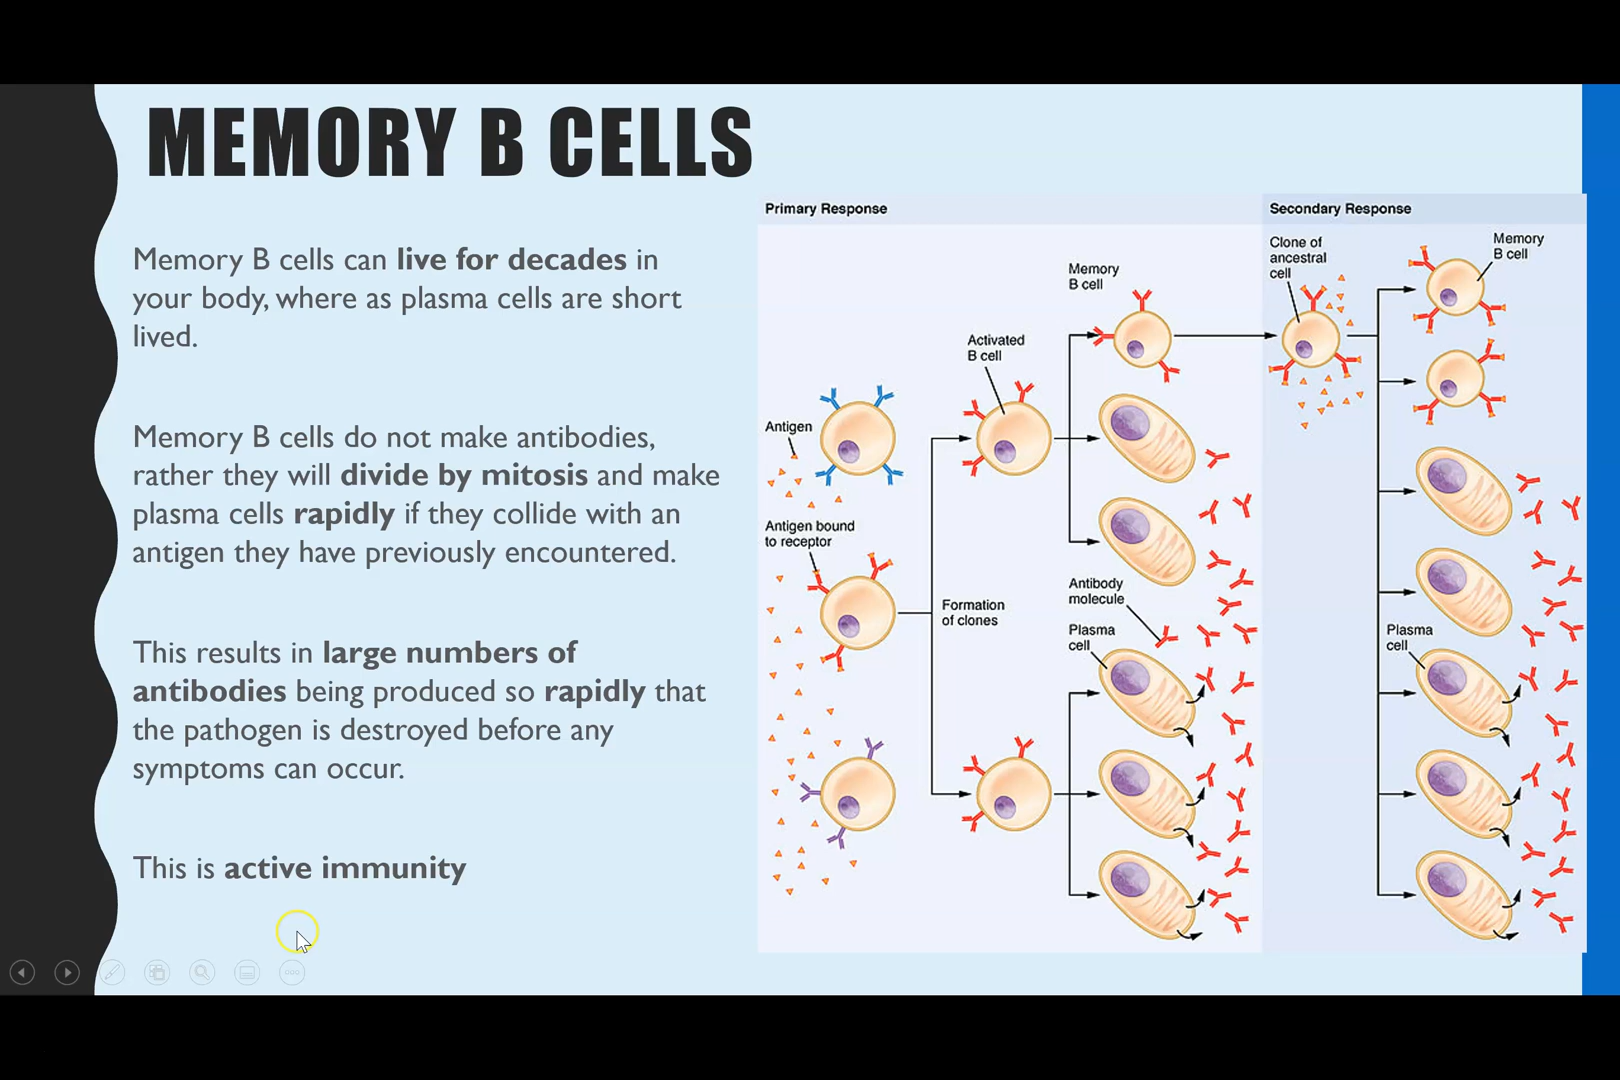 MEMORY B CELLS
Memory B cells can live for decades in
your body, where as plasma cells are short
lived.
Memory B cells do not make antibodies,
rather they will divide by mitosis and make
plasma cells rapidly if they collide with an
antigen they have previously encountered.
This results in large numbers of
antibodies being produced so rapidly that
the pathogen is destroyed before any
symptoms can occur.
This is active immunity
Primary Response
Antigen
Antigen bound
to receptor
Activated
B cell
Formation
of clones
Memory
B cell
Antibody
molecule
Plasma
cell
Secondary Response
Clone of
ancestral
cell
Memory
B cell
Plasma
cell